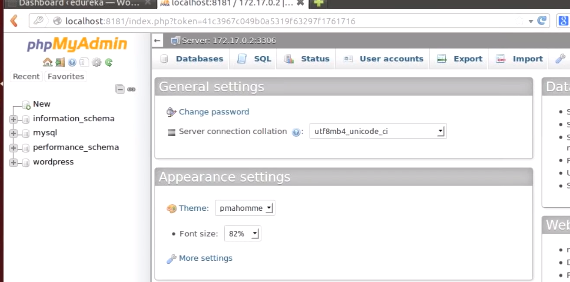 Dashboard ‹ edureka — Wo...
localhost:8181 / 172.17.0.2 |...
localhost:8181/index.php?token=41c3967c049b0a5319f63297f1761716
phpMyAdmin
Recent Favorites
New
information_schema
mysql
performance_schema
wordpress
Server: 172.17.0.2:3306
Databases SQL Status User accounts Export Import
General settings
Change password
Server connection collation : utf8mb4_unicode_ci
Appearance settings
Theme: pmahomme
Font size: 82%
More settings
Dat
Web